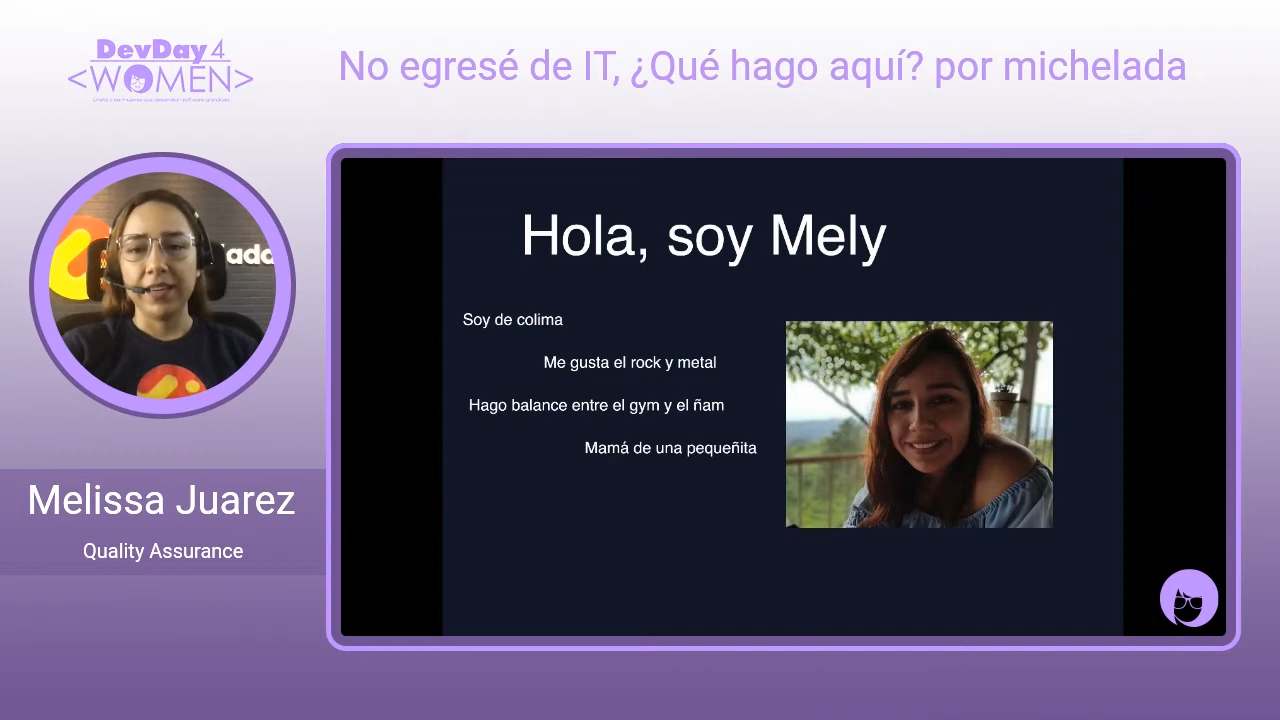 DevDay4
<WOMEN>
No egresé de IT, ¿Qué hago aquí? por michelada
Hola, soy Mely
Soy de colima
Me gusta el rock y metal
Hago balance entre el gym y el ñam
Mamá de una pequeñita
ada
Melissa Juarez
Quality Assurance